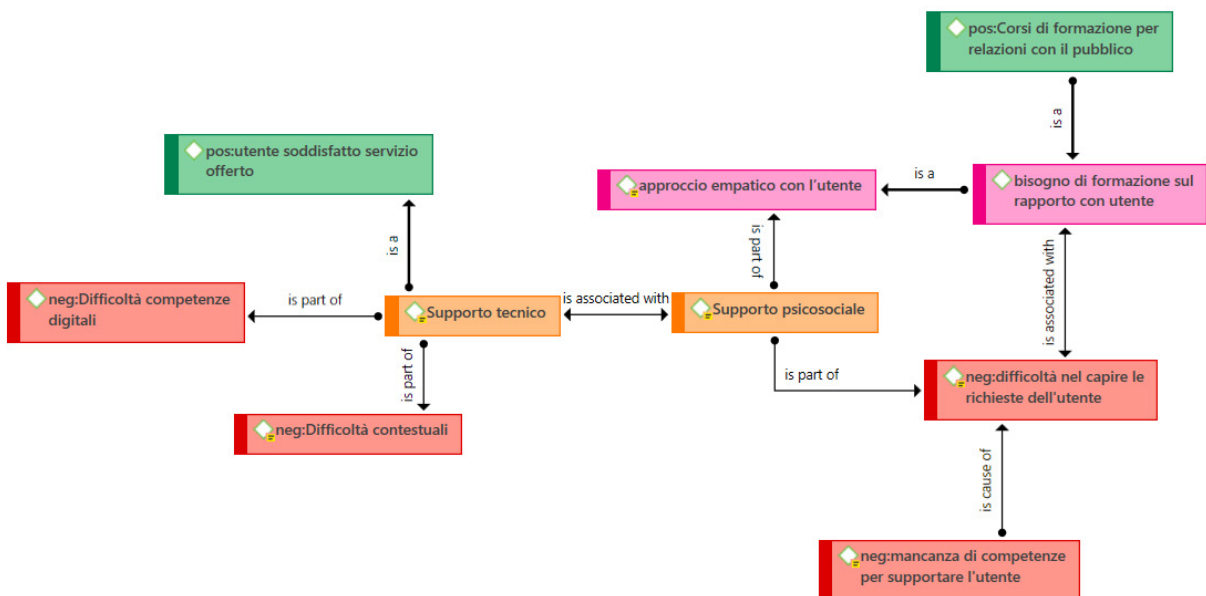 pos:Corsi di formazione per
relazioni con il pubblico
is a
pos:utente soddisfatto servizio
offerto
approccio empatico con l'utente
is a
bisogno di formazione sul
rapporto con utente
is a
is part of
is associated with
neg:Difficoltà competenze
digitali
is part of
Supporto tecnico
is associated with
Supporto psicosociale
is part of
is part of
neg:difficoltà nel capire le
richieste dell'utente
neg:Difficoltà contestuali
is cause of
neg:mancanza di competenze
per supportare l'utente